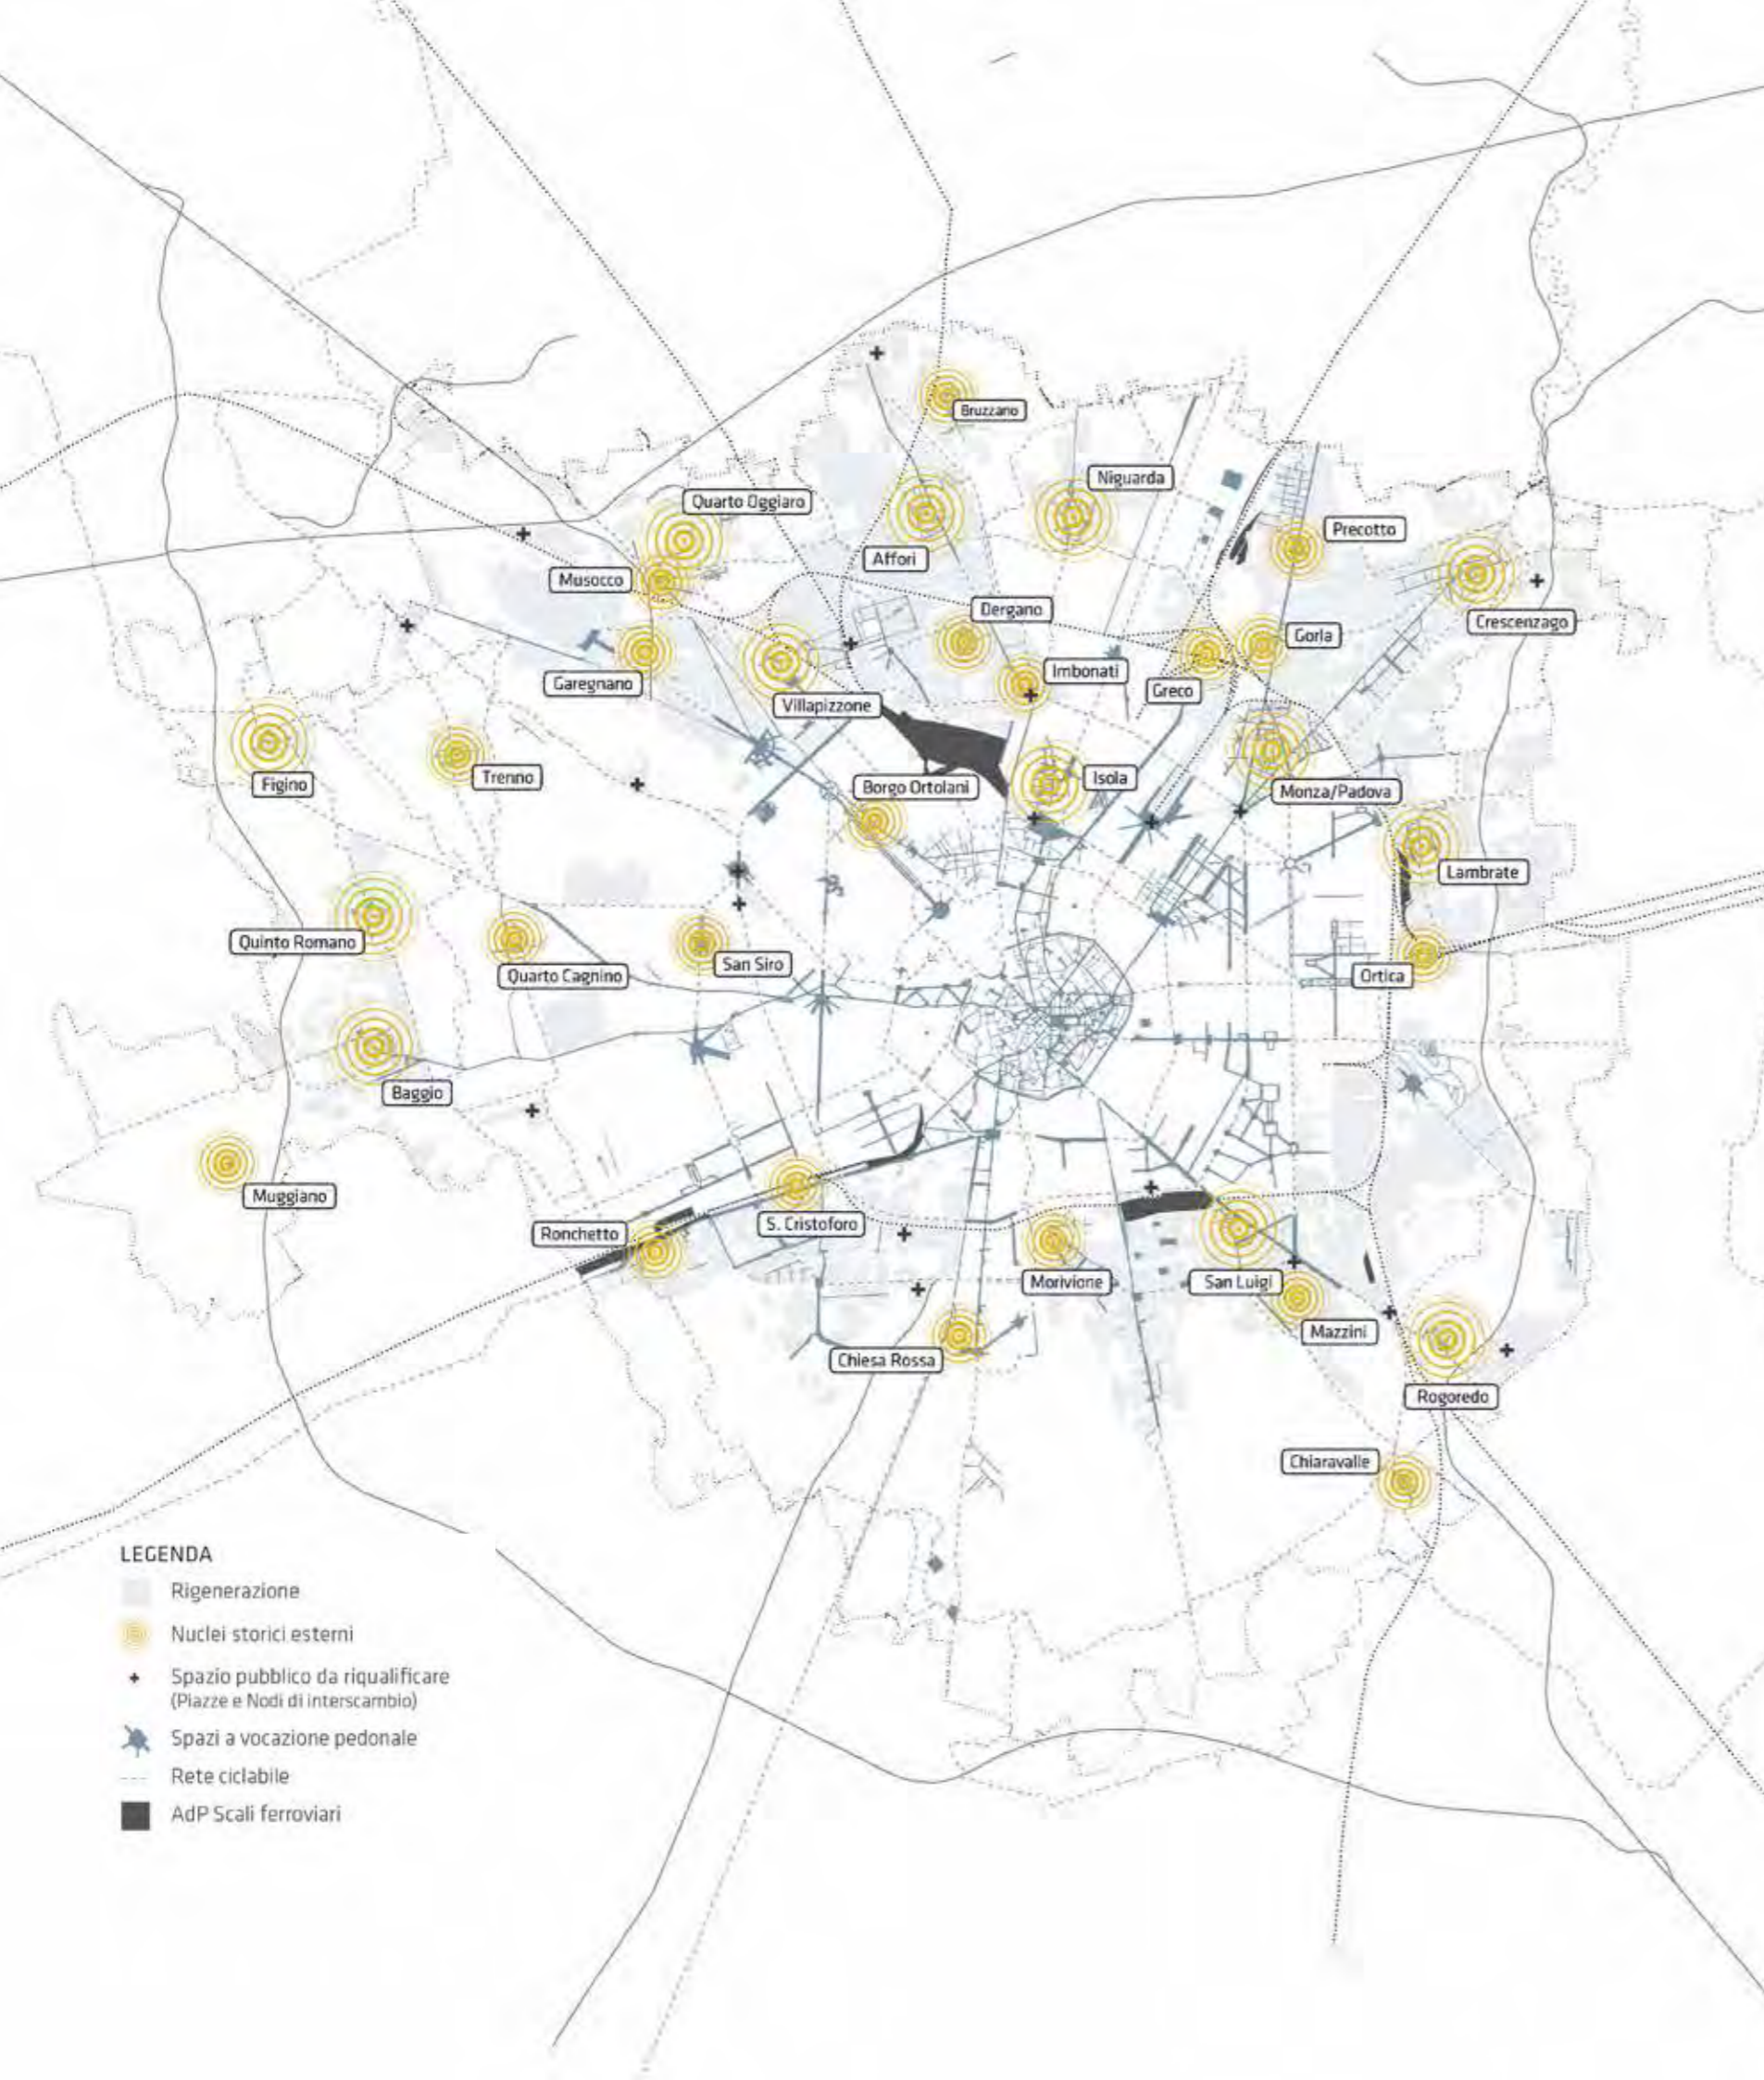 Bruzzano
Niguarda
Quarto Oggiaro
Precotto
Affori
Musocco
Dergano
Crescenzago
Gorla
Imbonati
Garegnano
Greco
Villapizzone
Figino
Trenno
Isola
Borgo Ortolani
Monza/Padova
Lambrate
Quinto Romano
San Siro
Quarto Cagnino
Ortica
Baggio
Muggiano
S. Cristoforo
Ronchetto
Morivione
San Luigi
Mazzini
Chiesa Rossa
Rogoredo
Chiaravalle
LEGENDA
Rigenerazione
Nuclei storici esterni
Spazio pubblico da riqualificare
(Piazze e Nodi di interscambio)
Spazi a vocazione pedonale
Rete ciclabile
AdP Scali ferroviari